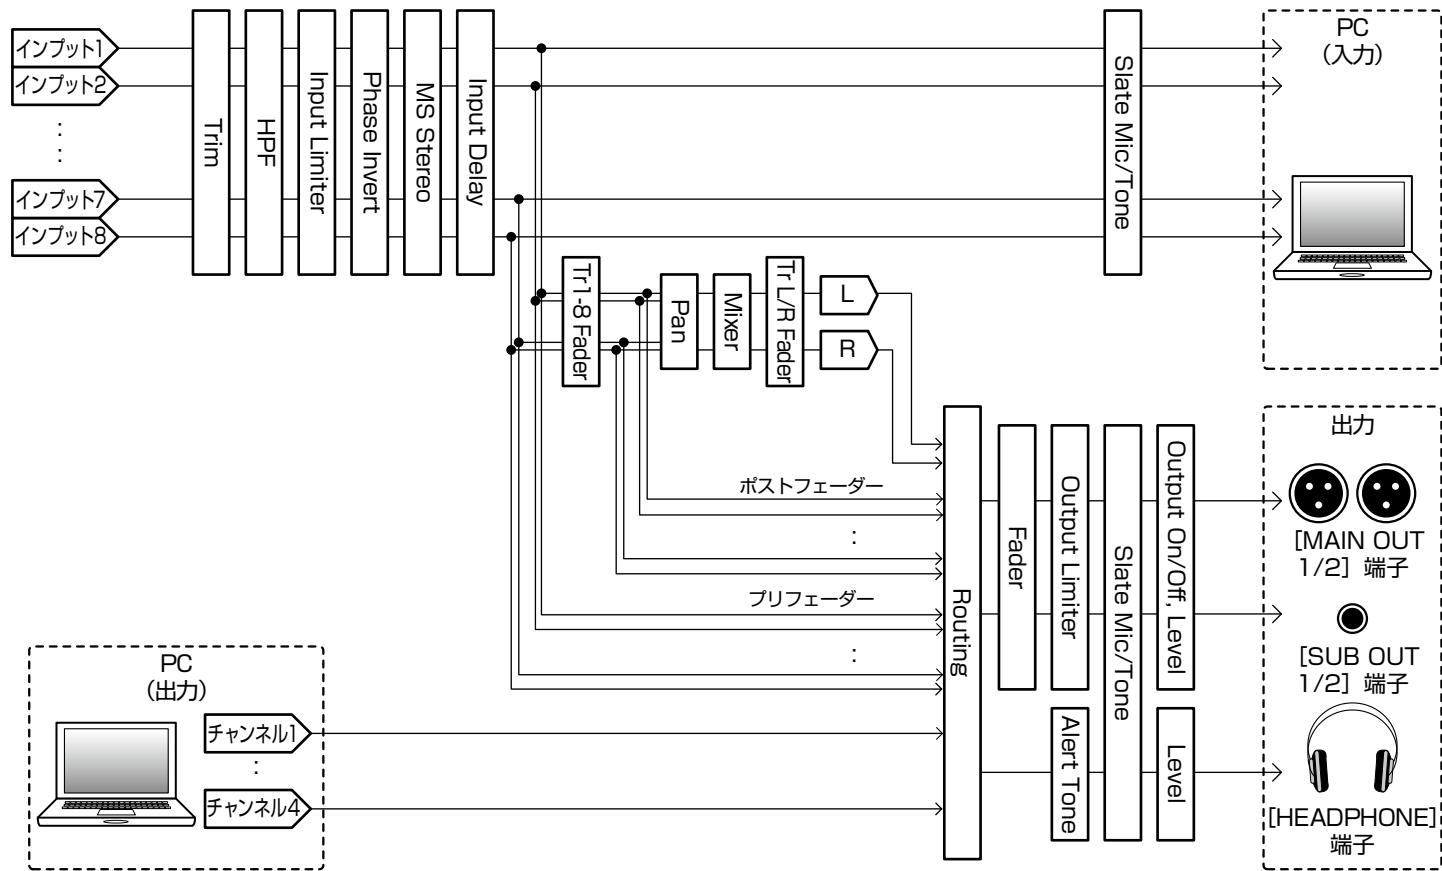 インプット1
インプット2
:
:
インプット7
インプット8
Trim
HPF
Input Limiter
Phase Invert
MS Stereo
Input Delay
Slate Mic/Tone
PC
（入力）
Tr1-8 Fader
Pan
Mixer
Tr L/R Fader
L
R
ポストフェーダー
:
プリフェーダー
:
Routing
Fader
Output Limiter
Slate Mic/Tone
Output On/Off, Level
Alert Tone
Level
出力
[MAIN OUT
1/2］端子
[SUB OUT
1/2］端子
[HEADPHONE]
端子
PC
（出力）
チャンネル1
:
チャンネル4